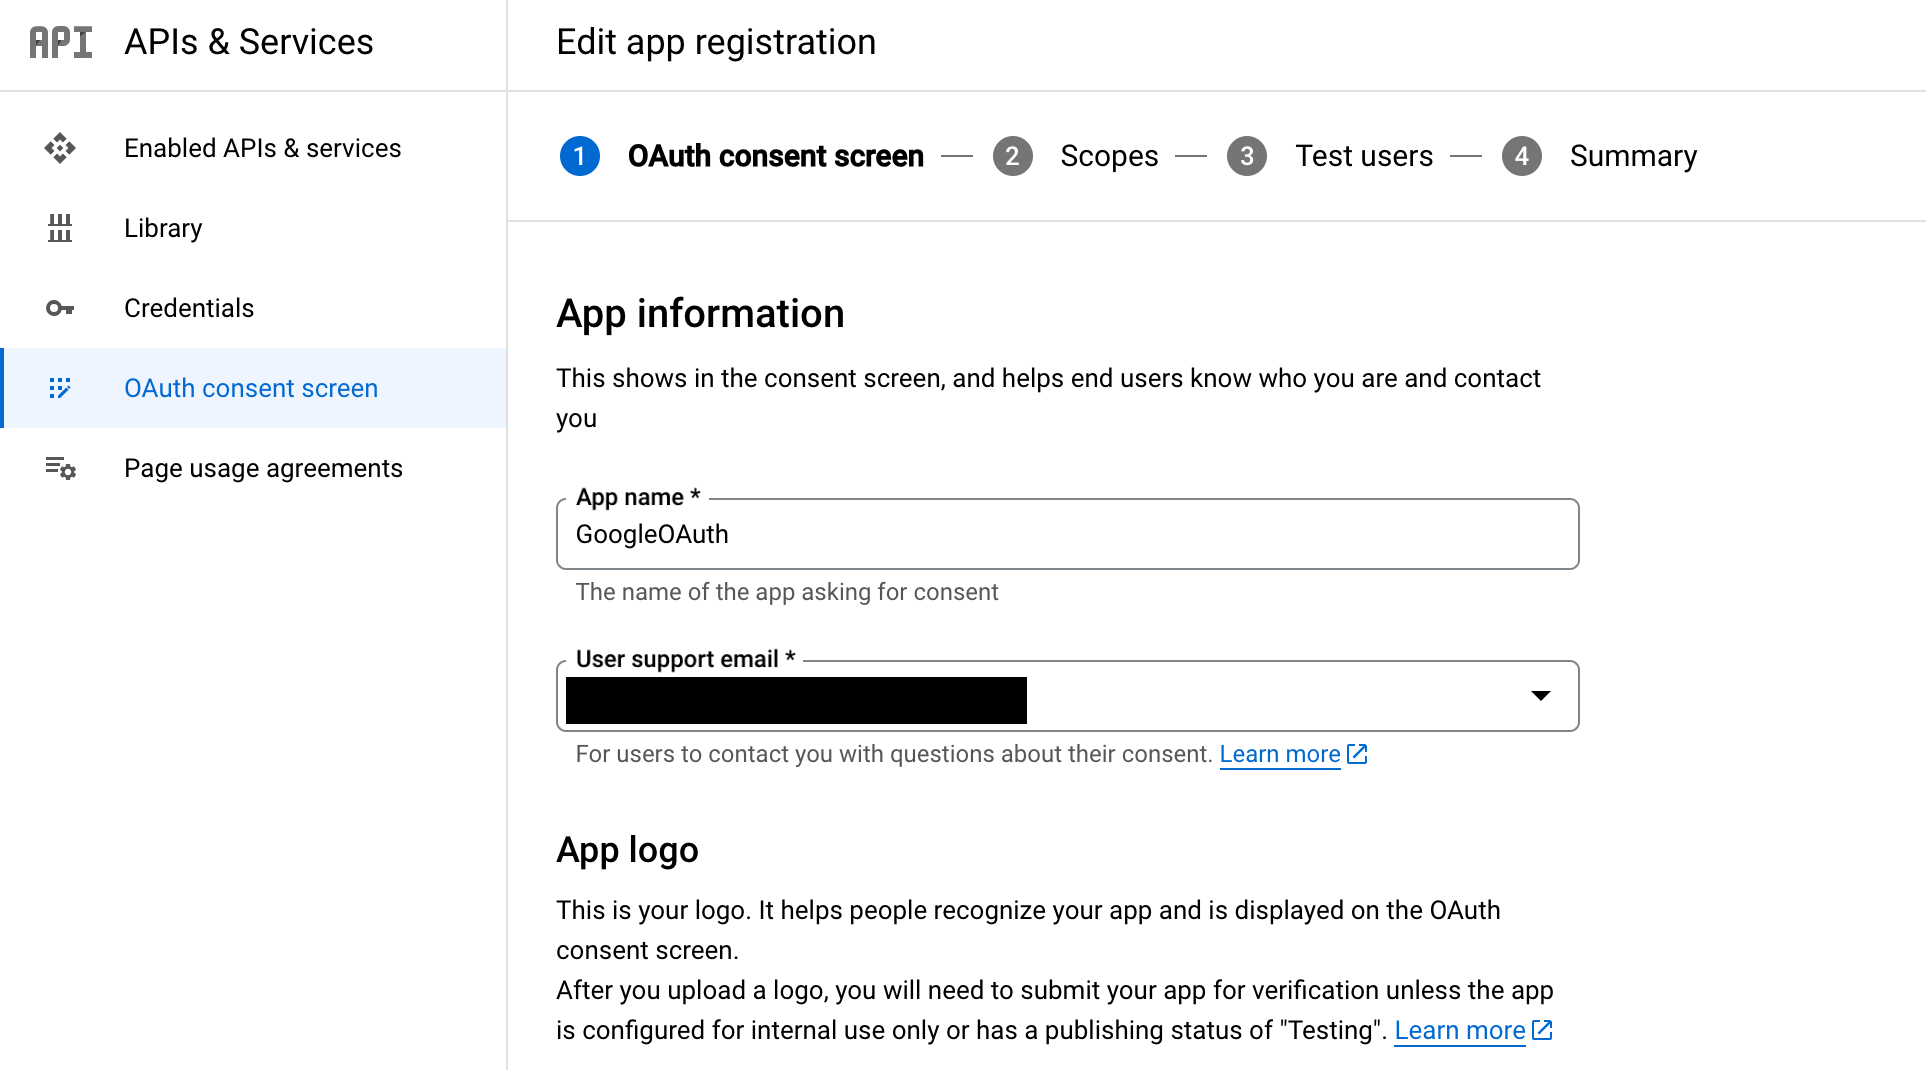 API APIs & Services
Edit app registration
Enabled APIs & services
Library
Credentials
OAuth consent screen
Page usage agreements
1 OAuth consent screen 2 Scopes 3 Test users 4 Summary
App information
This shows in the consent screen, and helps end users know who you are and contact
you
App name *
GoogleOAuth
The name of the app asking for consent
User support email *
For users to contact you with questions about their consent. Learn more
App logo
This is your logo. It helps people recognize your app and is displayed on the OAuth
consent screen.
After you upload a logo, you will need to submit your app for verification unless the app
is configured for internal use only or has a publishing status of "Testing". Learn more